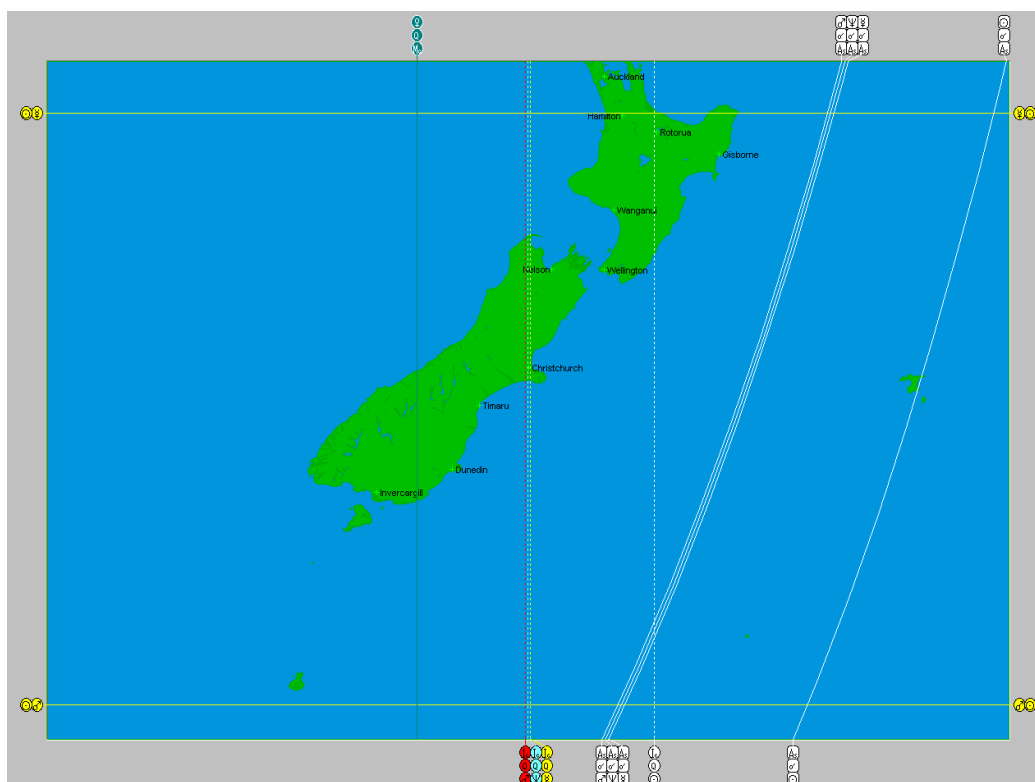 Auckland
Hamilton
Rotorua
Gisborne
Wanganui
Nelson
Wellington
Christchurch
Timaru
Dunedin
Invercargill